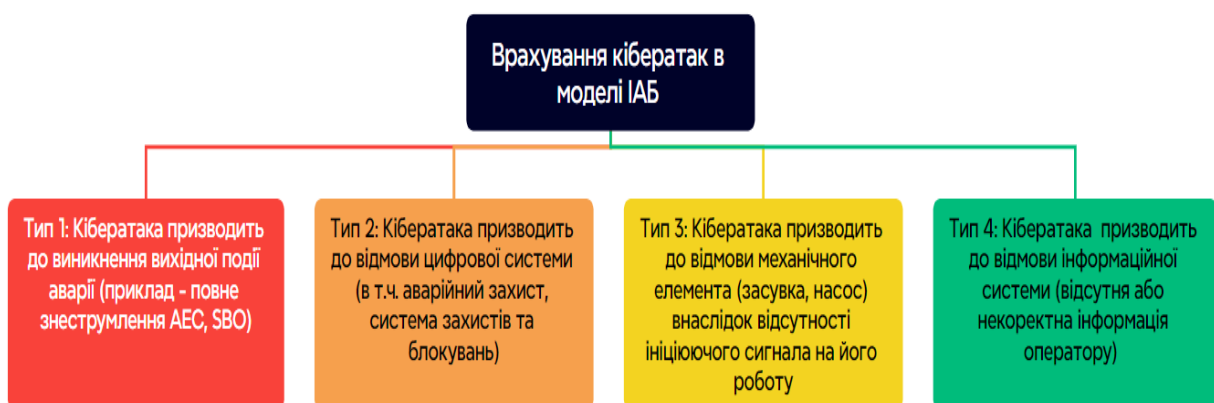 Врахування кібератак в
моделі ІАБ
Тип 1: Кібератака призводить
до виникнення вихідної події
аварії (приклад - повне
знеструмлення АЕС, SBO)
Тип 2: Кібератака призводить
до відмови цифрової системи
(в т.ч. аварійний захист,
система захистів та
блокувань)
Тип 3: Кібератака призводить
до відмови механічного
елемента (засувка, насос)
внаслідок відсутності
ініціюючого сигнала на його
роботу
Тип 4: Кібератака призводить
до відмови інформаційної
системи (відсутня або
некоректна інформація
оператору)